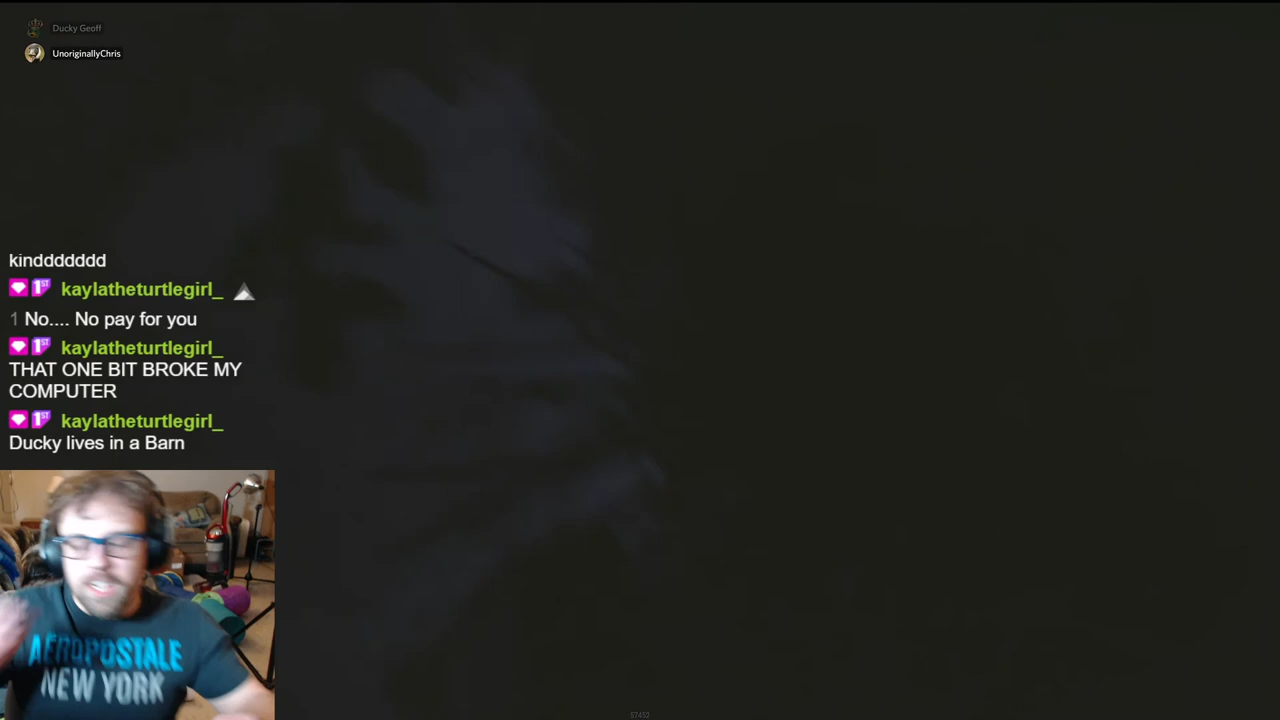 Ducky Geoff
UnoriginallyChris
kinddddddd
kaylatheturtlegirl_
1 No.... No pay for you
kaylatheturtlegirl_
THAT ONE BIT BROKE MY
COMPUTER
kaylatheturtlegirl_
Ducky lives in a Barn
AEROPOSTALE
NEW YORK